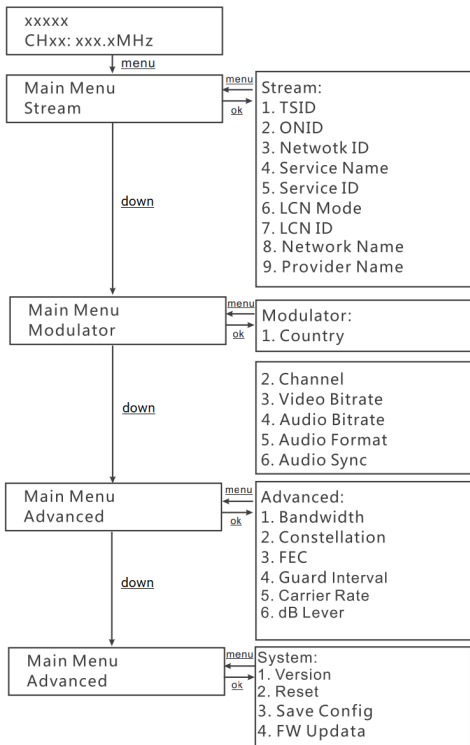 xxxxx
CHxx: xxx.xMHz
menu
Main Menu
Stream
menu
ok
Stream:
1. TSID
2. ONID
3. Netwotk ID
4. Service Name
5. Service ID
6. LCN Mode
7. LCN ID
8. Network Name
9. Provider Name
down
Main Menu
Modulator
menu
ok
Modulator:
1. Country
2. Channel
3. Video Bitrate
4. Audio Bitrate
5. Audio Format
6. Audio Sync
down
Main Menu
Advanced
menu
ok
Advanced:
1. Bandwidth
2. Constellation
3. FEC
4. Guard Interval
5. Carrier Rate
6. dB Lever
down
Main Menu
Advanced
menu
ok
System:
1. Version
2. Reset
3. Save Config
4. FW Updata